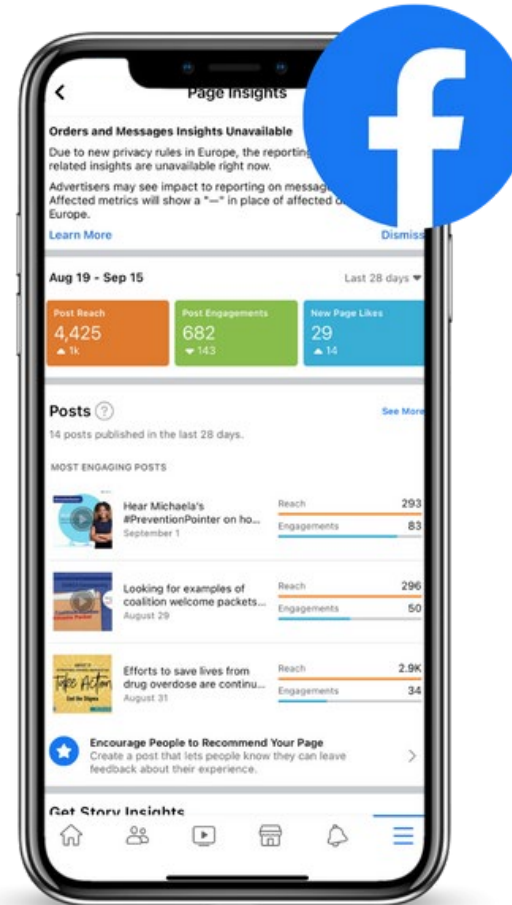 Page Insights
Orders and Messages Insights Unavailable
Due to new privacy rules in Europe, the reporting
related insights are unavailable right now.
Advertisers may see impact to reporting on
Affected metrics will show a "—" in place of affected
Europe.
Learn More
Dismiss
Aug 19 - Sep 15
Last 28 days
Post Reach
4,425
1k
Post Engagements
682
143
New Page Likes
29
14
Posts ?
See More
14 posts published in the last 28 days.
MOST ENGAGING POSTS
Hear Michaela's
#PreventionPointer on ho...
September 1
Reach 293
Engagements 83
Looking for examples of
coalition welcome packets...
August 29
Reach 296
Engagements 50
Take Action
End the Stigma
Efforts to save lives from
drug overdose are continu...
August 31
Reach 2.9K
Engagements 34
Encourage People to Recommend Your Page
Create a post that lets people know they can leave
feedback about their experience.
Get Story Insights